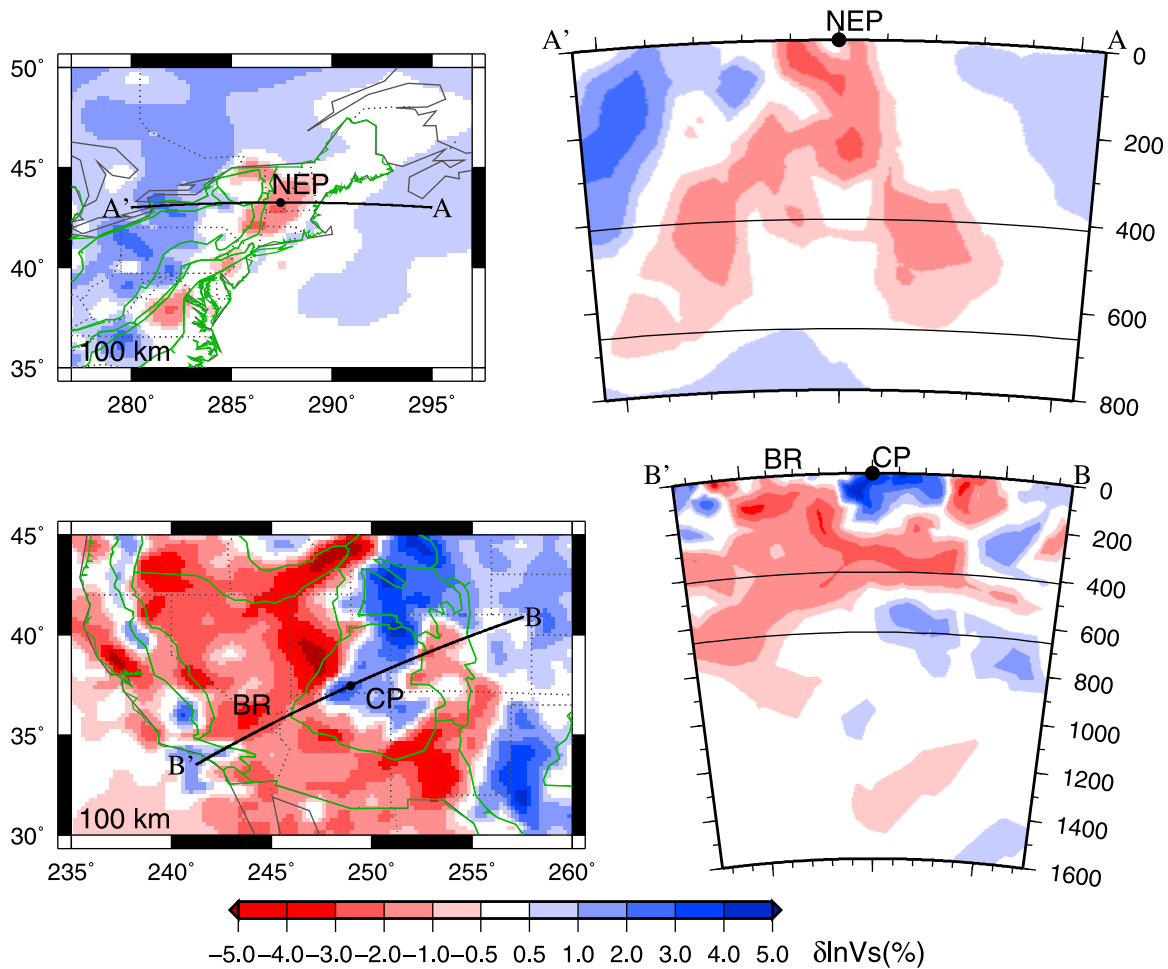 50˚
45˚
40˚
35˚
NEP
A'
A
100 km
280˚
285˚
290˚
295˚
NEP
A'
A
0
200
400
600
800
45˚
40˚
35˚
30˚
BR
CP
B'
B
100 km
235˚
240˚
245˚
250˚
255˚
260˚
BR
CP
B'
B
0
200
400
600
800
1000
1200
1400
1600
−5.0 −4.0 −3.0 −2.0 −1.0 −0.5 0.5 1.0 2.0 3.0 4.0 5.0 δlnVs(%)